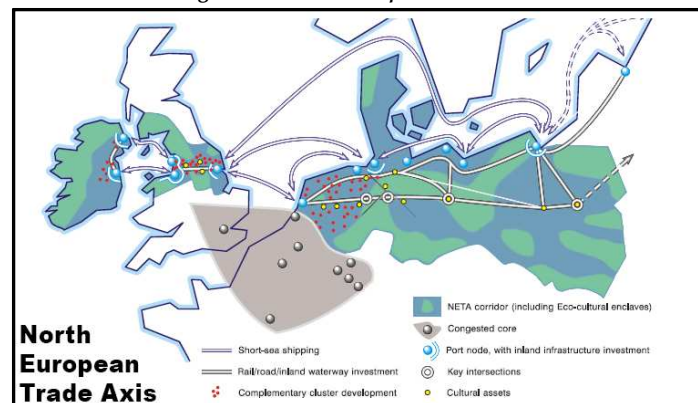 North
European
Trade Axis
Short-sea shipping
Rail/road/inland waterway investment
Complementary cluster development
NETA corridor (including Eco-cultural enclaves)
Congested core
Port node, with inland infrastructure investment
Key intersections
Cultural assets